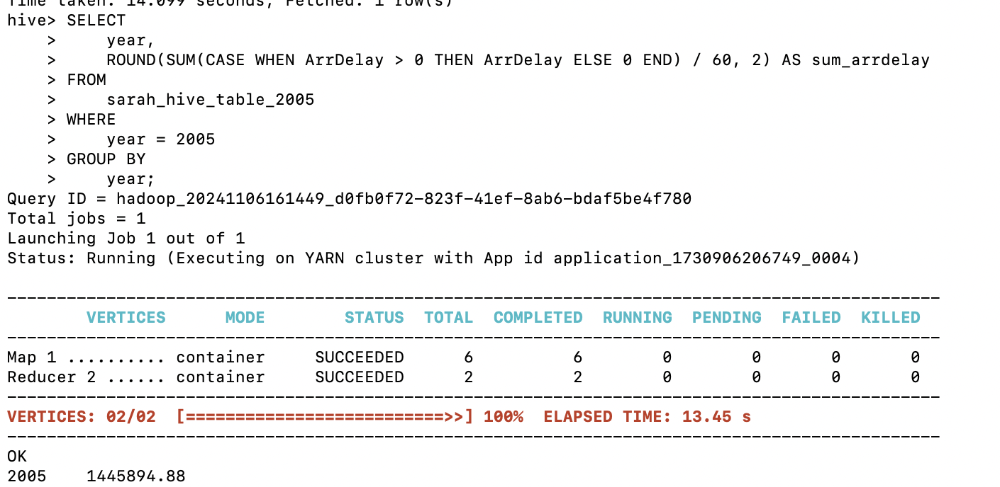 Time taken: 14.099 seconds, Fetched: 1 row(s)
hive> SELECT
    >     year,
    >     ROUND(SUM(CASE WHEN ArrDelay > 0 THEN ArrDelay ELSE 0 END) / 60, 2) AS sum_arrdelay
    > FROM
    >     sarah_hive_table_2005
    > WHERE
    >     year = 2005
    > GROUP BY
    >     year;
Query ID = hadoop_20241106161449_d0fb0f72-823f-41ef-8ab6-bdaf5be4f780
Total jobs = 1
Launching Job 1 out of 1
Status: Running (Executing on YARN cluster with App id application_1730906206749_0004)
----------------------------------------------------------------------------------------------
        VERTICES      MODE        STATUS  TOTAL  COMPLETED  RUNNING  PENDING  FAILED  KILLED
----------------------------------------------------------------------------------------------
Map 1 .......... container     SUCCEEDED      6          6        0        0       0       0
Reducer 2 ...... container     SUCCEEDED      2          2        0        0       0       0
----------------------------------------------------------------------------------------------
VERTICES: 02/02  [==========================>>] 100%  ELAPSED TIME: 13.45 s
----------------------------------------------------------------------------------------------
OK
2005    1445894.88